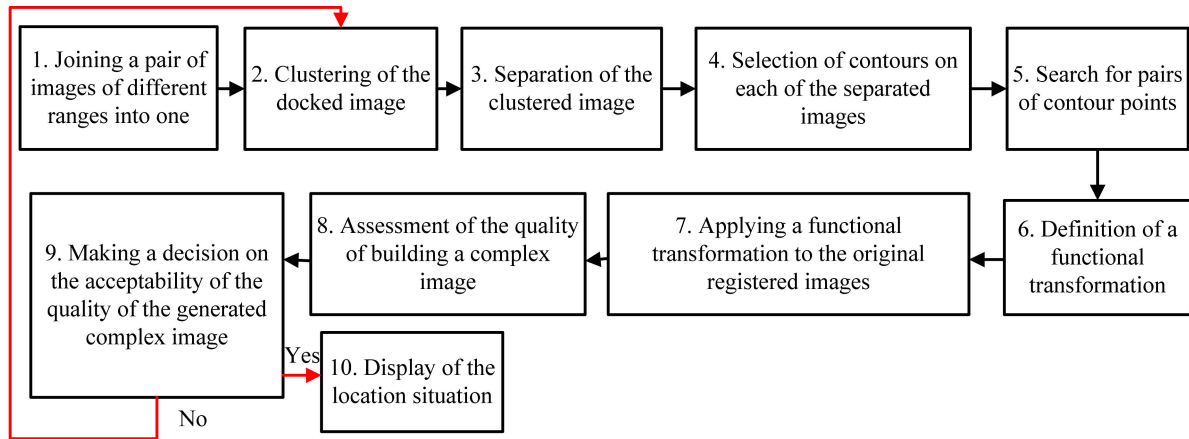 1. Joining a pair of
images of different
ranges into one
2. Clustering of the
docked image
3. Separation of the
clustered image
4. Selection of contours on
each of the separated
images
5. Search for pairs
of contour points
6. Definition of a
functional
transformation
7. Applying a functional
transformation to the original
registered images
8. Assessment of the quality
of building a complex
image
9. Making a decision on
the acceptability of the
quality of the generated
complex image
Yes
10. Display of the
location situation
No